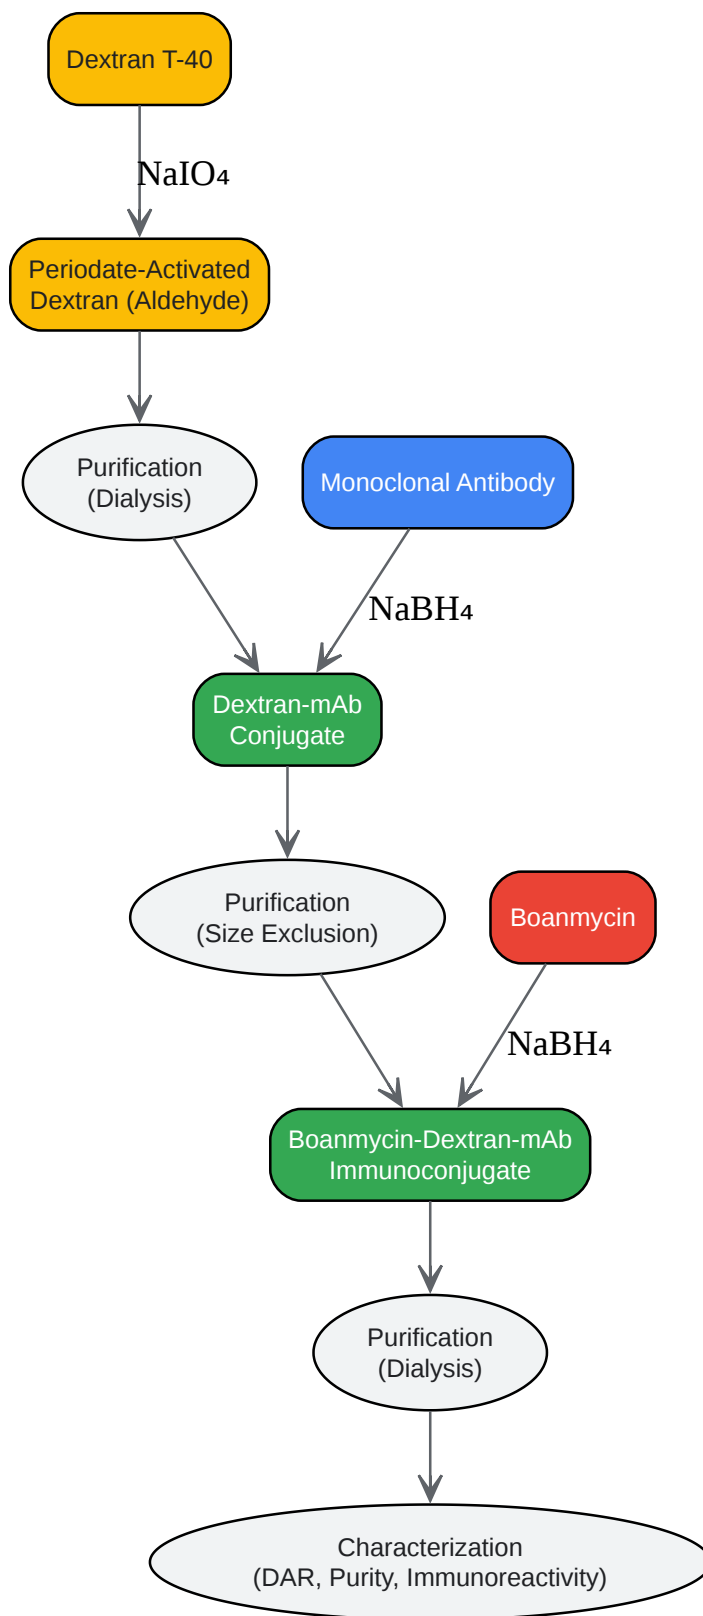 Dextran T-40
NaIO₄
Periodate-Activated
Dextran (Aldehyde)
Purification
(Dialysis)
Monoclonal Antibody
NaBH₄
Dextran-mAb
Conjugate
Purification
(Size Exclusion)
Boanmycin
NaBH₄
Boanmycin-Dextran-mAb
Immunoconjugate
Purification
(Dialysis)
Characterization
(DAR, Purity, Immunoreactivity)